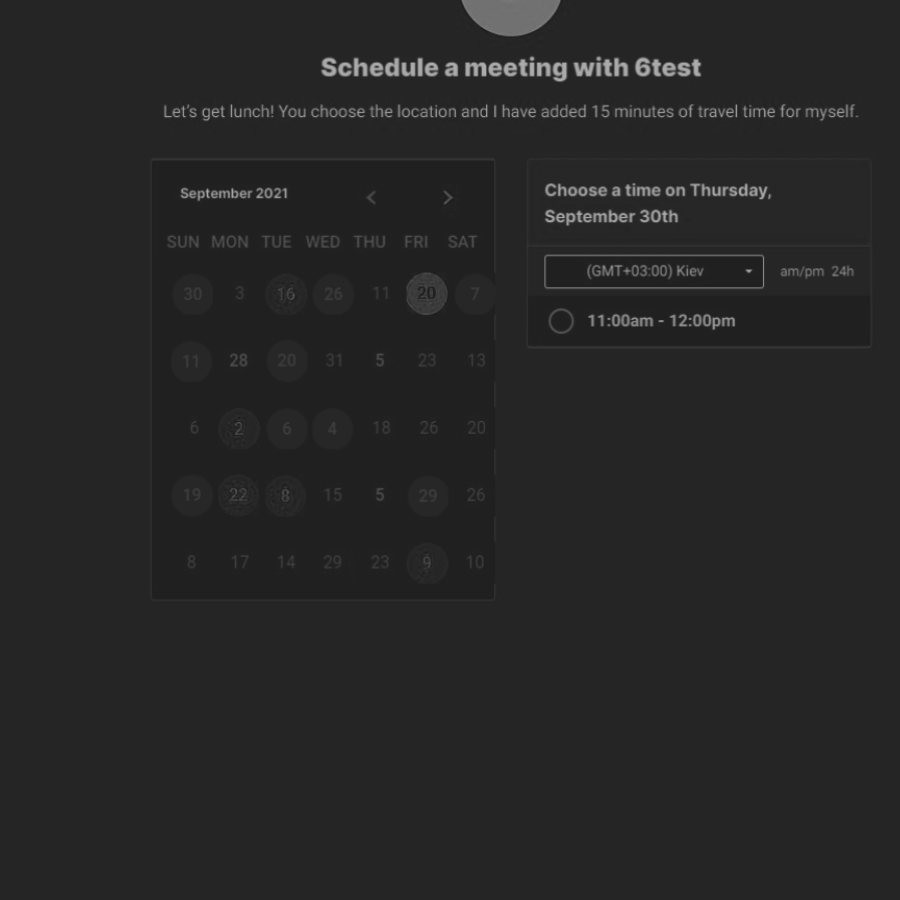 Schedule a meeting with 6test
Let's get lunch! You choose the location and I have added 15 minutes of travel time for myself.
September 2021
SUN MON TUE WED THU FRI SAT
30 3 16 26 11 20 7
11 28 20 31 5 23 13
6 2 6 4 18 26 20
19 22 8 15 5 29 26
8 17 14 29 23 9 10
Choose a time on Thursday,
September 30th
(GMT+03:00) Kiev am/pm 24h
11:00am - 12:00pm